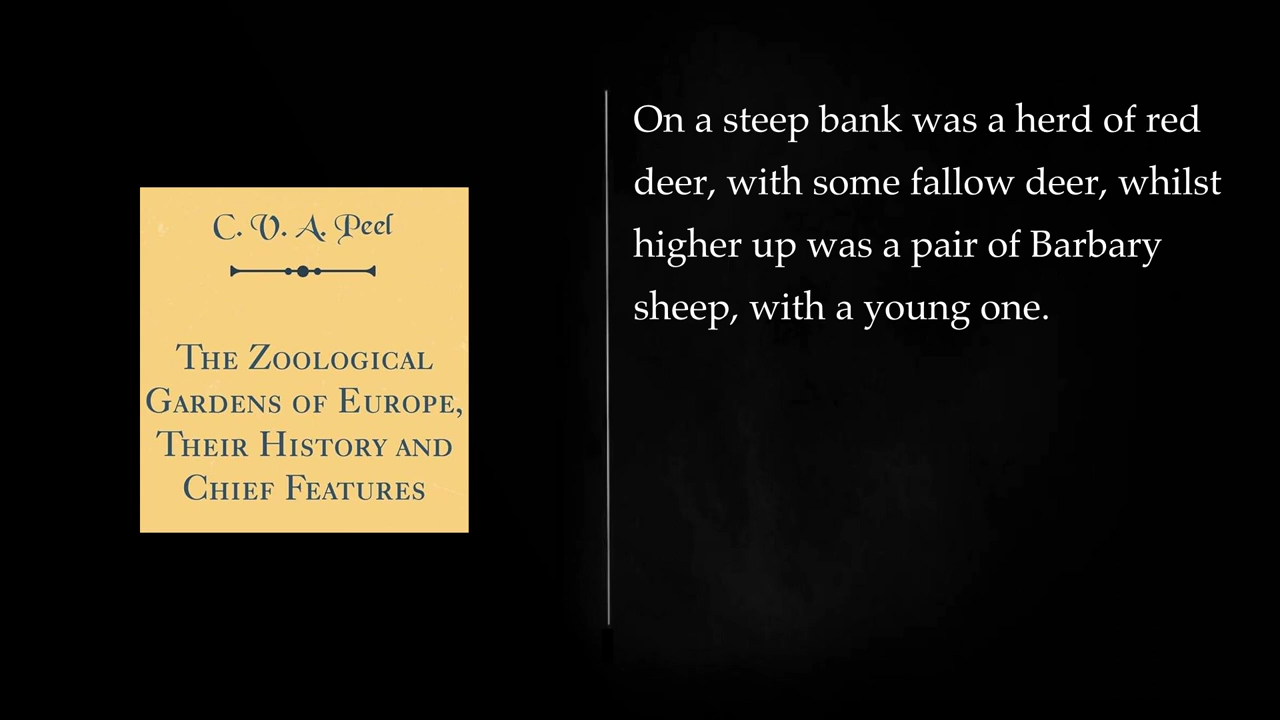 C. V. A. Peel
The Zoological
Gardens of Europe,
Their History and
Chief Features
On a steep bank was a herd of red
deer, with some fallow deer, whilst
higher up was a pair of Barbary
sheep, with a young one.